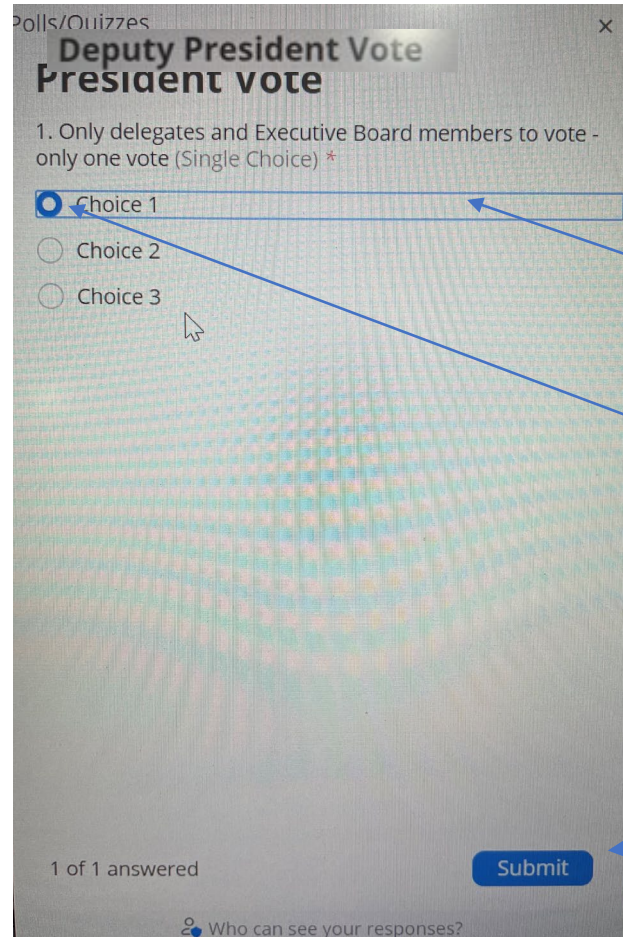 Polls/Quizzes
Deputy President Vote
President Vote
1. Only delegates and Executive Board members to vote -
only one vote (Single Choice) *
Choice 1
Choice 2
Choice 3
1 of 1 answered
Submit
Who can see your responses?